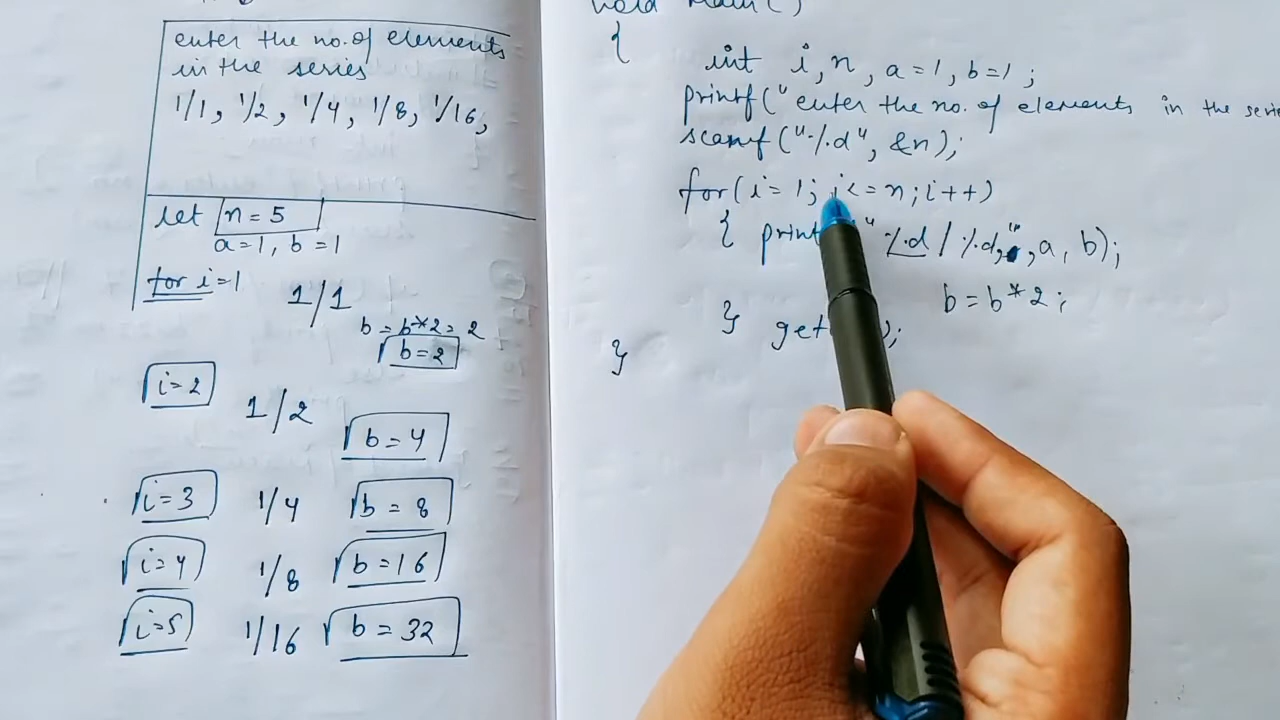 enter the no. of elements
in the series
1/1, 1/2, 1/4, 1/8, 1/16,
let n = 5
a=1, b=1
for i=1
1/1
b = b*2 = 2
b = 2
i=2
1/2
b = 4
i=3
1/4
b = 8
i=4
1/8
b = 16
i=5
1/16
b = 32
void main()
{
int i, n, a=1, b=1;
printf("enter the no. of elements in the
scanf("%d", &n);
for(i=1; i<=n; i++)
{ "%d/%d,", a, b);
b=b*2;
}
}